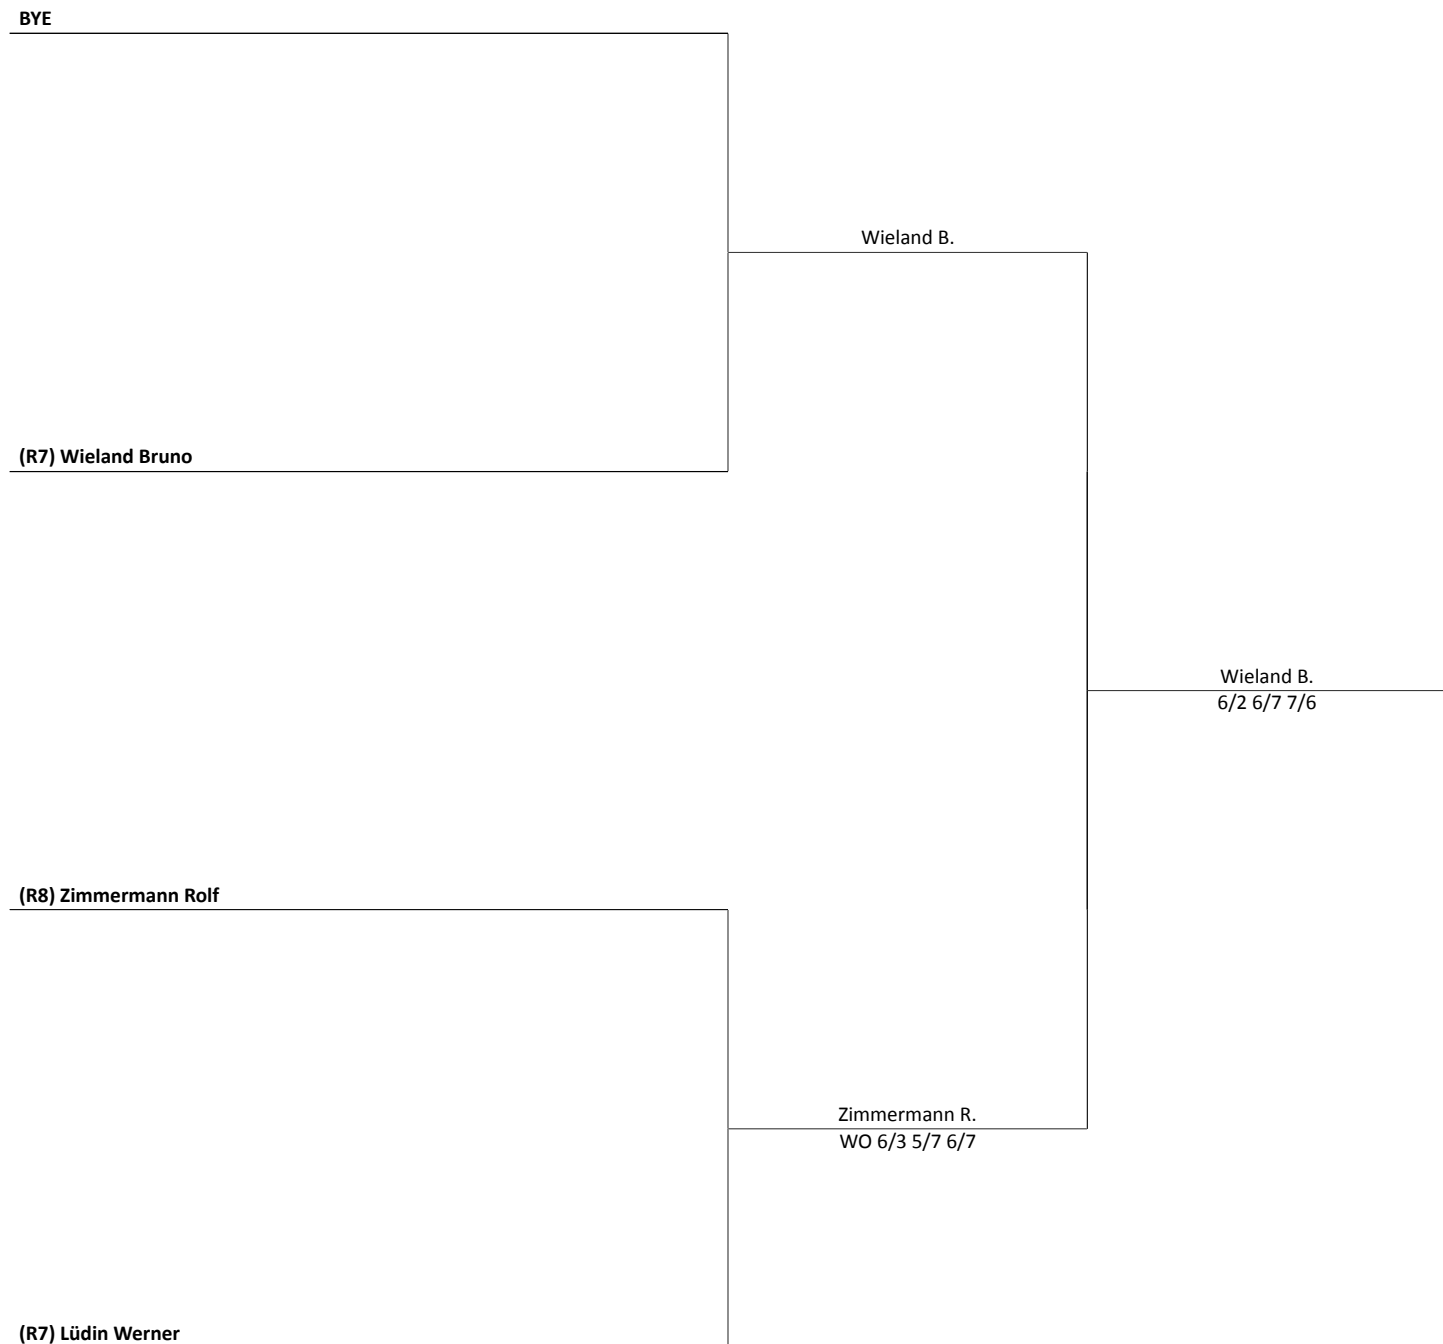 BYE
Wieland B.
(R7) Wieland Bruno
Wieland B.
6/2 6/7 7/6
(R8) Zimmermann Rolf
Zimmermann R.
WO 6/3 5/7 6/7
(R7) Lüdin Werner